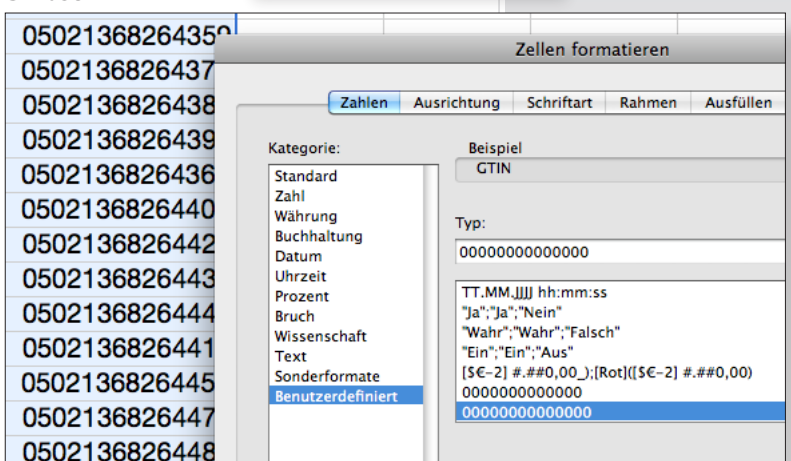 05021368264359
0502136826437
0502136826438
0502136826439
0502136826436
0502136826440
0502136826442
0502136826443
0502136826444
0502136826441
0502136826445
0502136826447
0502136826448
Zellen formatieren
Zahlen Ausrichtung Schriftart Rahmen Ausfüllen
Kategorie:
Standard
Zahl
Währung
Buchhaltung
Datum
Uhrzeit
Prozent
Bruch
Wissenschaft
Text
Sonderformate
Benutzerdefiniert
Beispiel
GTIN
Typ:
00000000000000
TT.MM.JJJJ hh:mm:ss
"Ja";"Ja";"Nein"
"Wahr";"Wahr";"Falsch"
"Ein";"Ein";"Aus"
[$€-2] #.##0,00_);[Rot]([$€-2] #.##0,00)
0000000000000
00000000000000